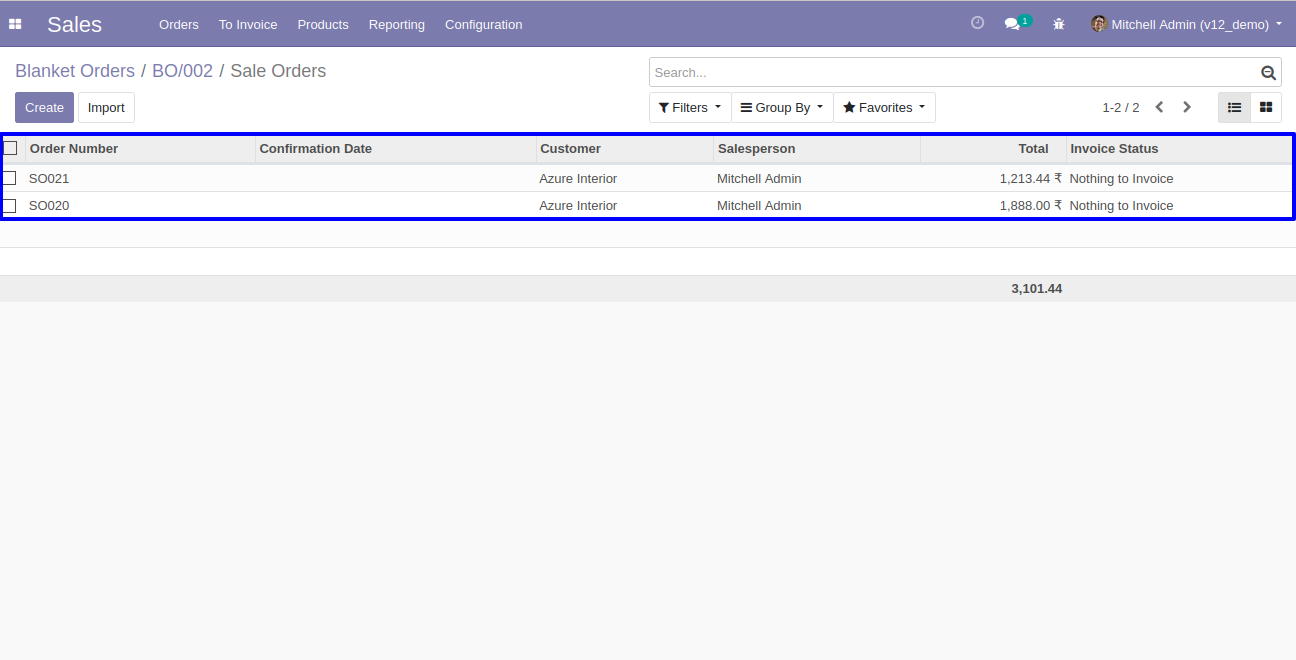 Sales Orders To Invoice Products Reporting Configuration 1 Mitchell Admin (v12_demo)
Blanket Orders / BO/002 / Sale Orders
Search...
Create Import Filters Group By Favorites 1-2 / 2
Order Number Confirmation Date Customer Salesperson Total Invoice Status
SO021 Azure Interior Mitchell Admin 1,213.44 ₹ Nothing to Invoice
SO020 Azure Interior Mitchell Admin 1,888.00 ₹ Nothing to Invoice
3,101.44